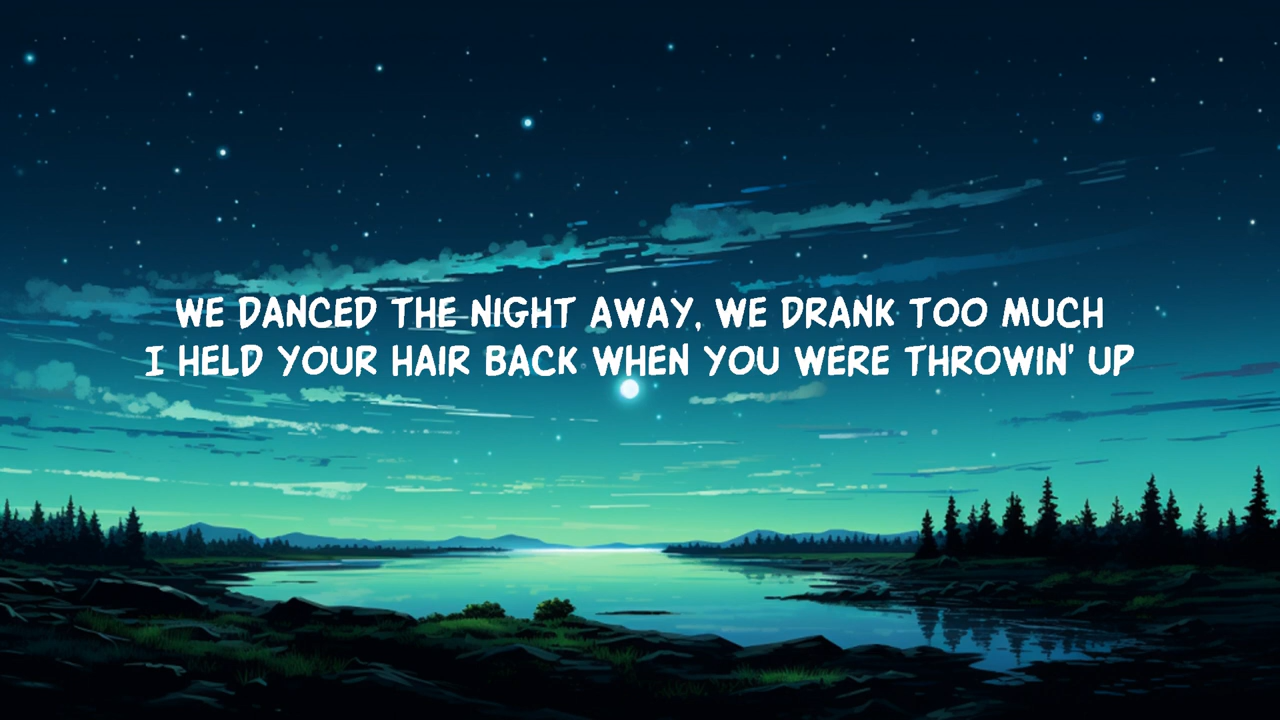 WE DANCED THE NIGHT AWAY, WE DRANK TOO MUCH
I HELD YOUR HAIR BACK WHEN YOU WERE THROWIN' UP